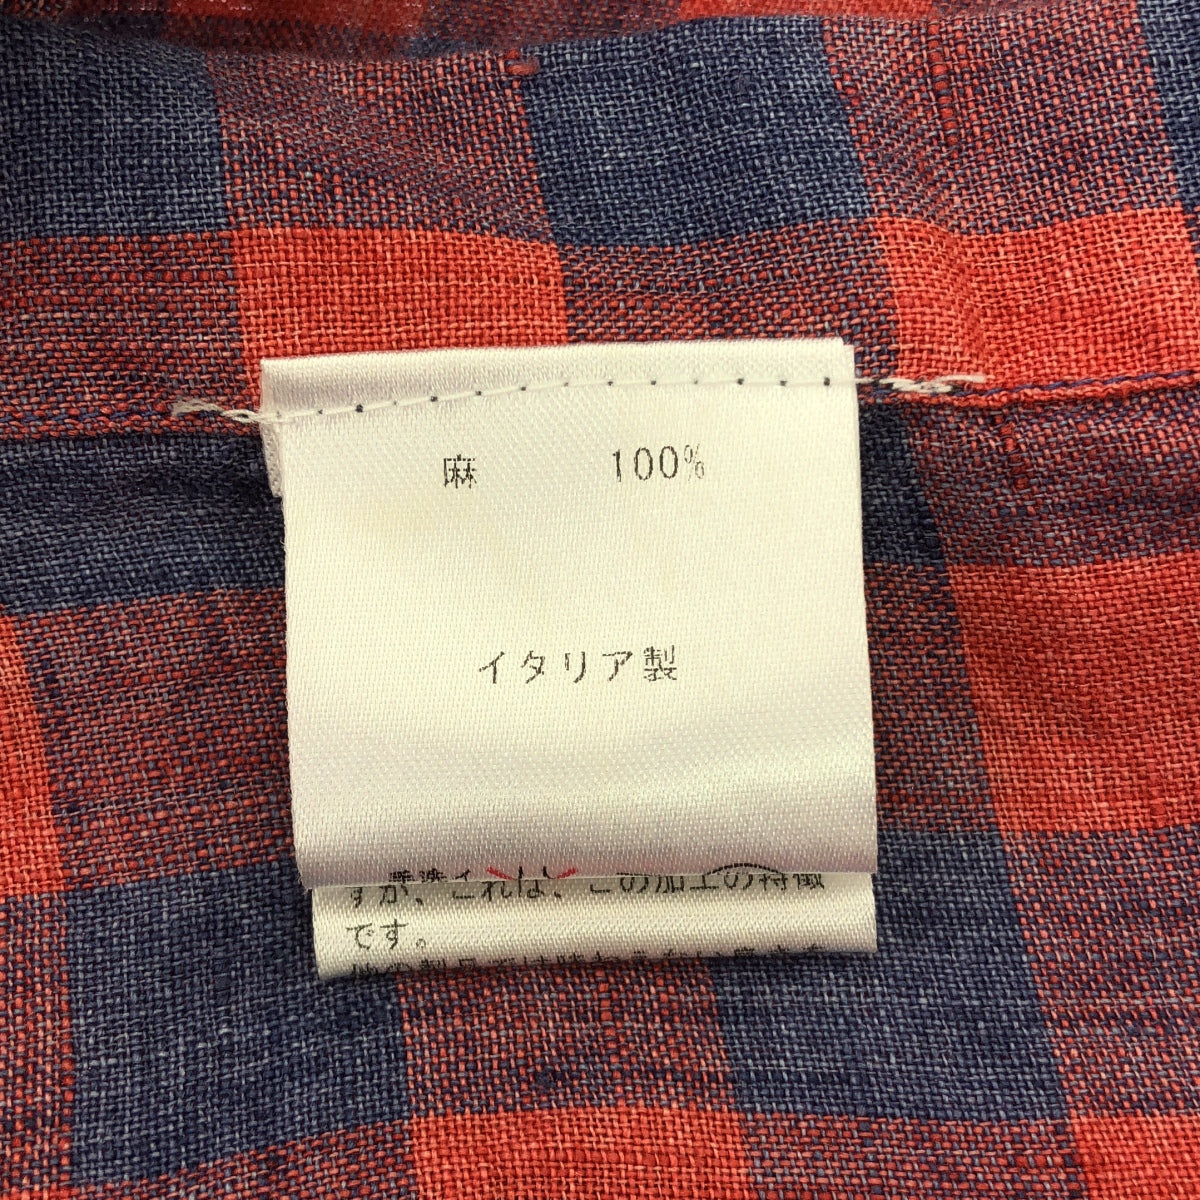 麻 100%
イタリア製
すが、これは、この加工の特徴
です。